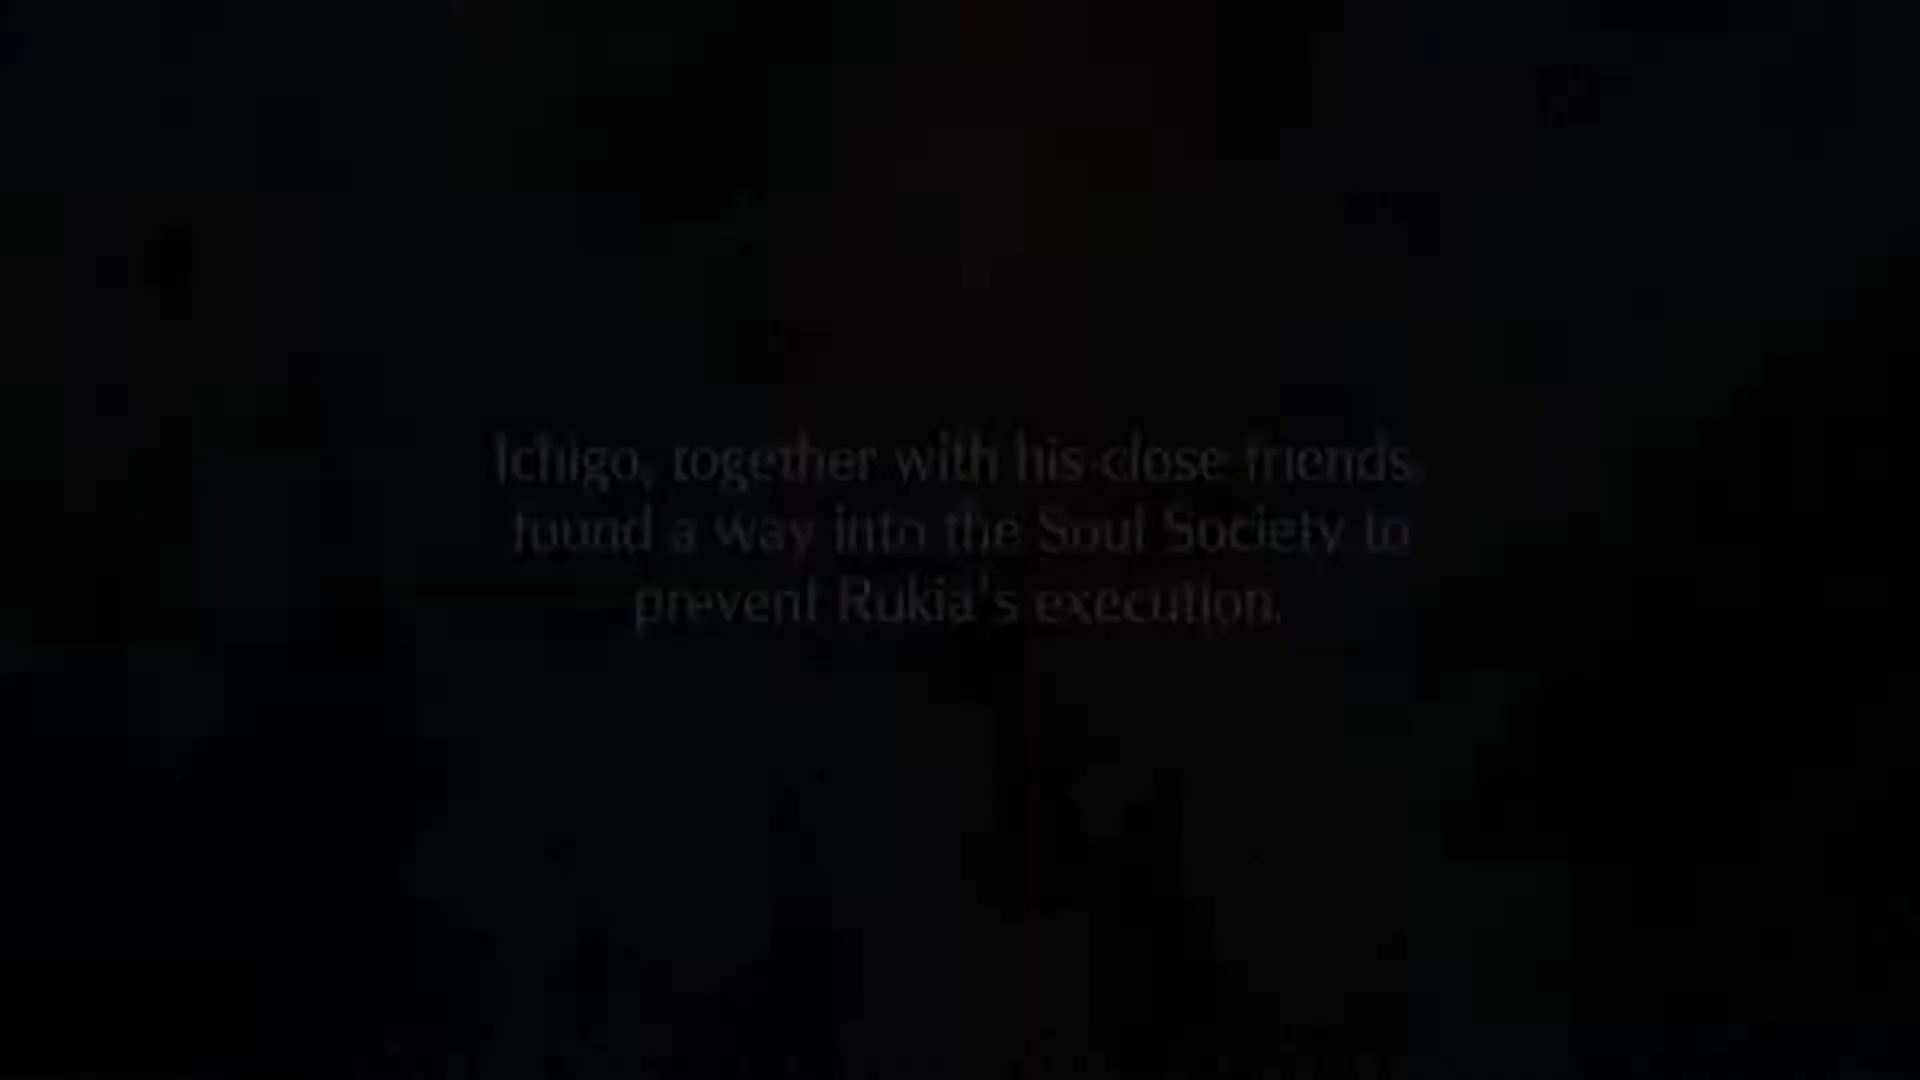 Ichigo, together with his close friends,
found a way into the Soul Society to
prevent Rukia's execution.